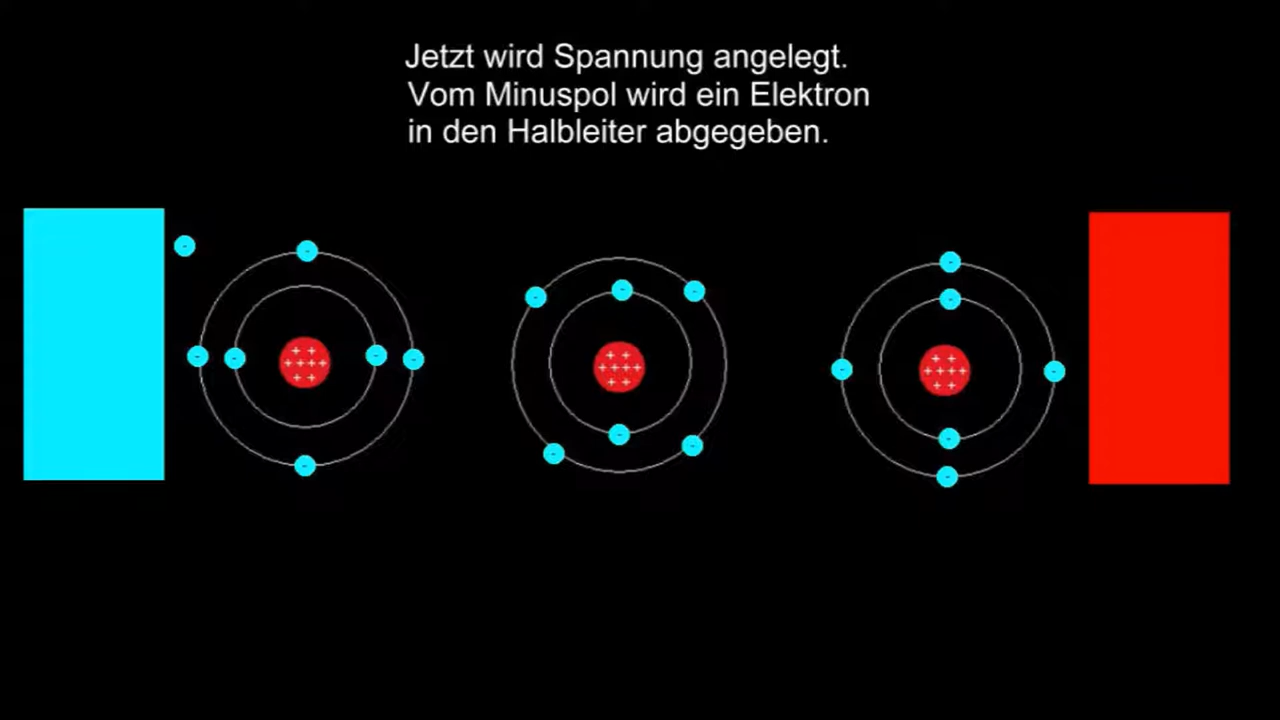 Jetzt wird Spannung angelegt.
Vom Minuspol wird ein Elektron
in den Halbleiter abgegeben.